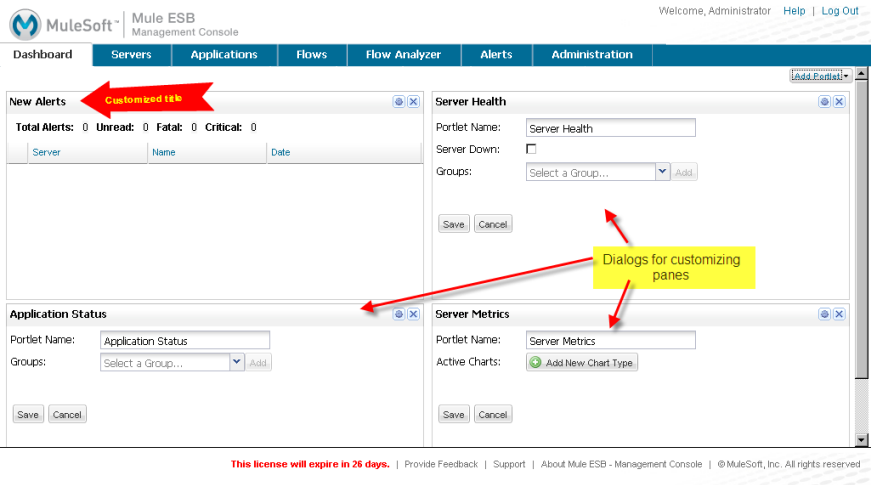 Welcome, Administrator Help | Log Out
MuleSoft™ Mule ESB
Management Console
Dashboard Servers Applications Flows Flow Analyzer Alerts Administration
Add Portlet
New Alerts Customized title
Total Alerts: 0 Unread: 0 Fatal: 0 Critical: 0
Server Name Date
Server Health
Portlet Name: Server Health
Server Down:
Groups: Select a Group... Add
Save Cancel
Dialogs for customizing
panes
Application Status
Portlet Name: Application Status
Groups: Select a Group... Add
Save Cancel
Server Metrics
Portlet Name: Server Metrics
Active Charts: Add New Chart Type
Save Cancel
This license will expire in 26 days. | Provide Feedback | Support | About Mule ESB - Management Console | © MuleSoft, Inc. All rights reserved